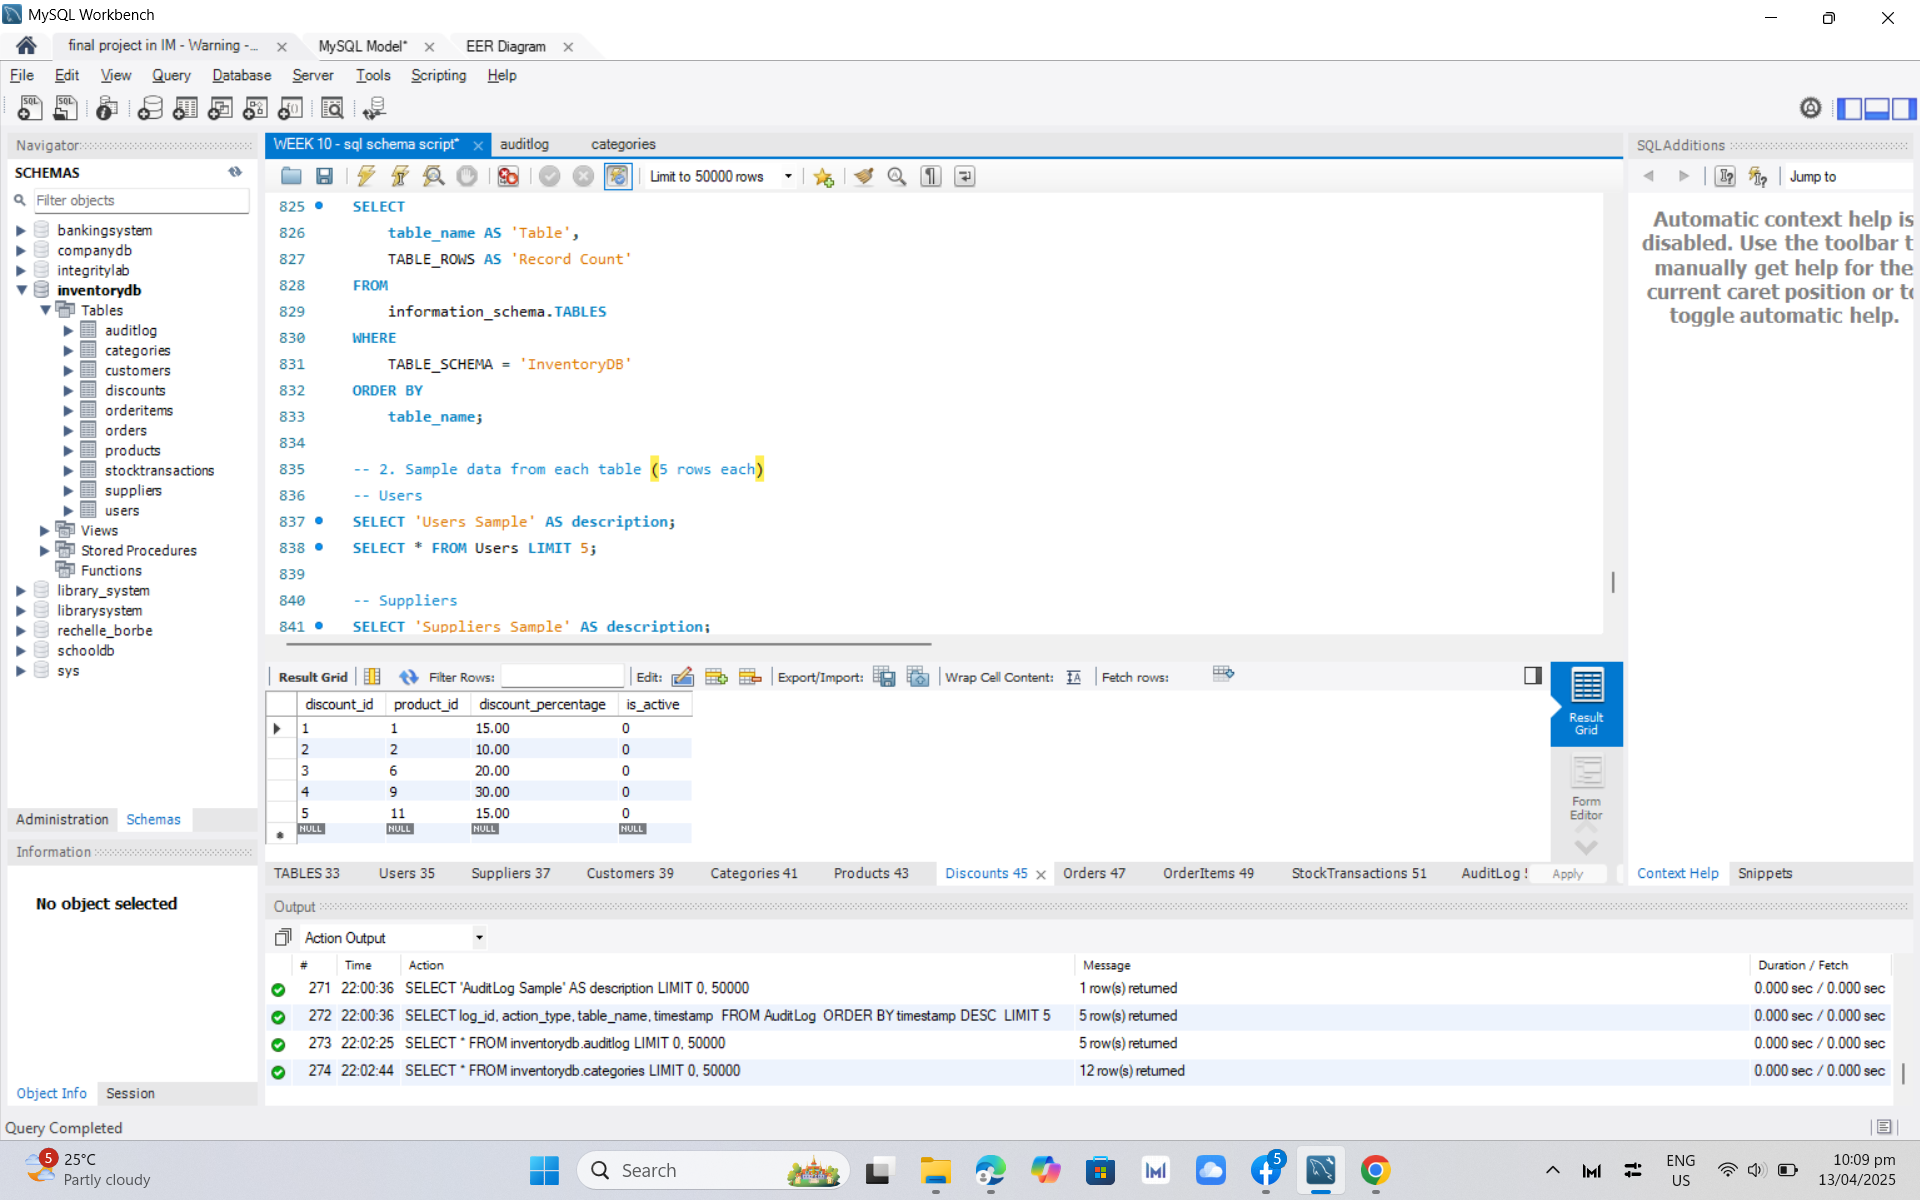 MySQL Workbench
final project in IM - Warning -...
MySQL Model*
EER Diagram
File Edit View Query Database Server Tools Scripting Help
Navigator
SCHEMAS
Filter objects
bankingsystem
companydb
integritylab
inventorydb
Tables
auditlog
categories
customers
discounts
orderitems
orders
products
stocktransactions
suppliers
users
Views
Stored Procedures
Functions
library_system
librarysystem
rechelle_borbe
schooldb
sys
Administration Schemas
Information
No object selected
Object Info Session
Query Completed
WEEK 10 - sql schema script* auditlog categories
Limit to 50000 rows
825 SELECT
826 table_name AS 'Table',
827 TABLE_ROWS AS 'Record Count'
828 FROM
829 information_schema.TABLES
830 WHERE
831 TABLE_SCHEMA = 'InventoryDB'
832 ORDER BY
833 table_name;
834
835 -- 2. Sample data from each table (5 rows each)
836 -- Users
837 SELECT 'Users Sample' AS description;
838 SELECT * FROM Users LIMIT 5;
839
840 -- Suppliers
841 SELECT 'Suppliers Sample' AS description;
Result Grid Filter Rows: Edit: Export/Import: Wrap Cell Content: Fetch rows:
discount_id product_id discount_percentage is_active
1 1 15.00 0
2 2 10.00 0
3 6 20.00 0
4 9 30.00 0
5 11 15.00 0
NULL NULL NULL NULL
Result Grid
Form Editor
TABLES 33 Users 35 Suppliers 37 Customers 39 Categories 41 Products 43 Discounts 45 Orders 47 OrderItems 49 StockTransactions 51 AuditLog Apply
Output
Action Output
# Time Action Message Duration / Fetch
271 22:00:36 SELECT 'AuditLog Sample' AS description LIMIT 0, 50000 1 row(s) returned 0.000 sec / 0.000 sec
272 22:00:36 SELECT log_id, action_type, table_name, timestamp FROM AuditLog ORDER BY timestamp DESC LIMIT 5 5 row(s) returned 0.000 sec / 0.000 sec
273 22:02:25 SELECT * FROM inventorydb.auditlog LIMIT 0, 50000 5 row(s) returned 0.000 sec / 0.000 sec
274 22:02:44 SELECT * FROM inventorydb.categories LIMIT 0, 50000 12 row(s) returned 0.000 sec / 0.000 sec
SQLAdditions
Jump to
Automatic context help is
disabled. Use the toolbar t
manually get help for the
current caret position or to
toggle automatic help.
Context Help Snippets
5
25°C
Partly cloudy
Search
5
ENG
US
10:09 pm
13/04/2025